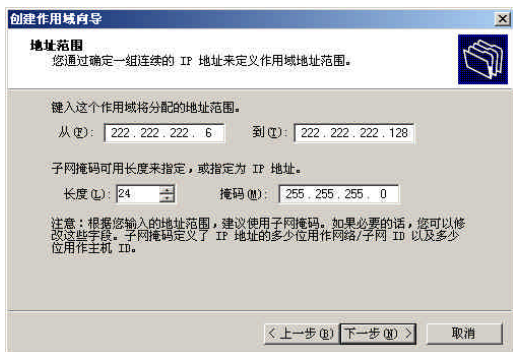 创建作用域向导
地址范围
您通过确定一组连续的 IP 地址来定义作用域地址范围。
键入这个作用域将分配的地址范围。
从(F): 222 . 222 . 222 . 6 到(T): 222 . 222 . 222 . 128
子网掩码可用长度来指定，或指定为 IP 地址。
长度(L): 24 掩码(M): 255 . 255 . 255 . 0
注意：根据您输入的地址范围，建议使用子网掩码。如果必要的话，您可以修
改这些字段。子网掩码定义了 IP 地址的多少位用作网络/子网 ID 以及多少
位用作主机 ID。
< 上一步(B) 下一步(N) > 取消